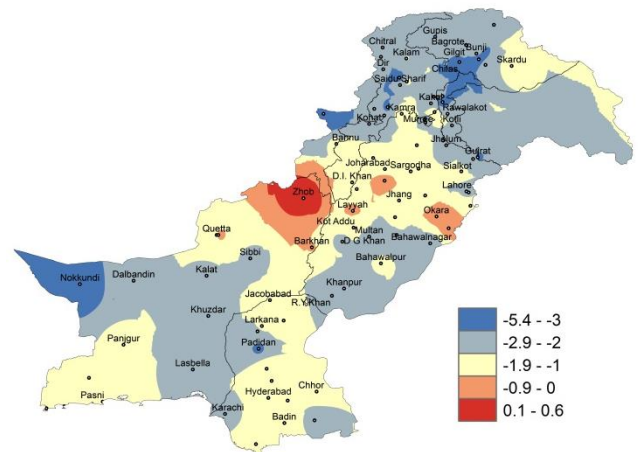 Gupis
Chitral
Bagrote
Bunji
Gilgit
Kalam
Skardu
Dir
Chilas
Saidu Sharif
Kakul
Kamra
Rawalakot
Kohat
Kotli
Bannu
Jhelum
Gujrat
Joharabad
Sialkot
Sargodha
D.I. Khan
Lahore
Zhob
Jhang
Layyah
Okara
Kot Addu
Quetta
Multan
Barkhan
D G Khan
Bahawalnagar
Sibbi
Bahawalpur
Nokkundi
Dalbandin
Kalat
Khanpur
Jacobabad
R.Y.Khan
Khuzdar
Larkana
-5.4 - -3
Padidan
-2.9 - -2
Panjgur
-1.9 - -1
Lasbella
-0.9 - 0
Pasni
Hyderabad
Chhor
0.1 - 0.6
Karachi
Badin